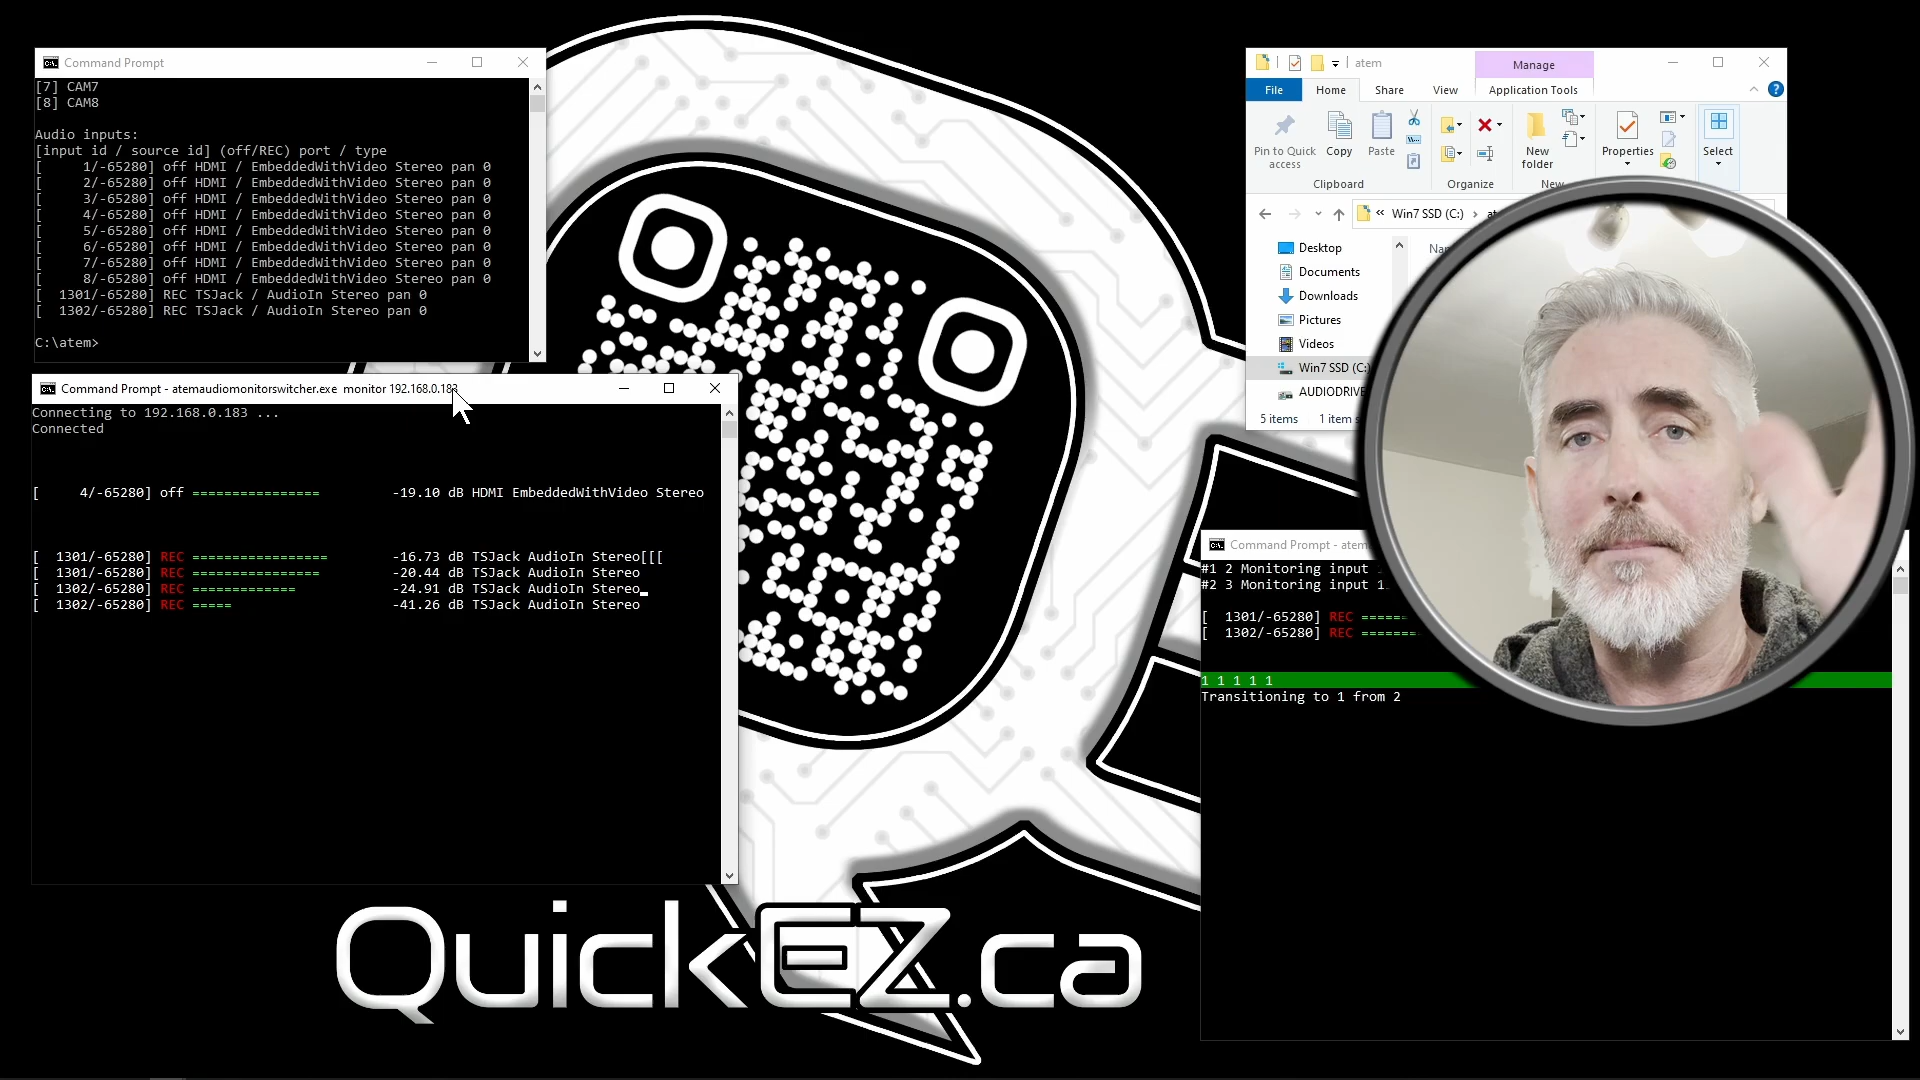 Command Prompt
[7] CAM7
[8] CAM8
Audio inputs:
[input id / source id] (off/REC) port / type
[     1/-65280] off HDMI / EmbeddedWithVideo Stereo pan 0
[     2/-65280] off HDMI / EmbeddedWithVideo Stereo pan 0
[     3/-65280] off HDMI / EmbeddedWithVideo Stereo pan 0
[     4/-65280] off HDMI / EmbeddedWithVideo Stereo pan 0
[     5/-65280] off HDMI / EmbeddedWithVideo Stereo pan 0
[     6/-65280] off HDMI / EmbeddedWithVideo Stereo pan 0
[     7/-65280] off HDMI / EmbeddedWithVideo Stereo pan 0
[     8/-65280] off HDMI / EmbeddedWithVideo Stereo pan 0
[  1301/-65280] REC TSJack / AudioIn Stereo pan 0
[  1302/-65280] REC TSJack / AudioIn Stereo pan 0
C:\atem>
Command Prompt - atemaudiomonitorswitcher.exe  monitor 192.168.0.183
Connecting to 192.168.0.183 ...
Connected
[     4/-65280] off ================ -19.10 dB HDMI EmbeddedWithVideo Stereo
[  1301/-65280] REC ================= -16.73 dB TSJack AudioIn Stereo[[[
[  1301/-65280] REC ================ -20.44 dB TSJack AudioIn Stereo
[  1302/-65280] REC ============= -24.91 dB TSJack AudioIn Stereo
[  1302/-65280] REC ===== -41.26 dB TSJack AudioIn Stereo
atem
Manage
File Home Share View Application Tools
Pin to Quick access
Copy
Paste
New folder
Properties
Select
Clipboard Organize New
« Win7 SSD (C:) ›
Desktop
Documents
Downloads
Pictures
Videos
Win7 SSD (C:)
AUDIODRIVE
5 items 1 item
Command Prompt - atem
#1 2 Monitoring input
#2 3 Monitoring input 1
[  1301/-65280] REC ======
[  1302/-65280] REC =======
1 1 1 1 1
Transitioning to 1 from 2
QuickEZ.ca